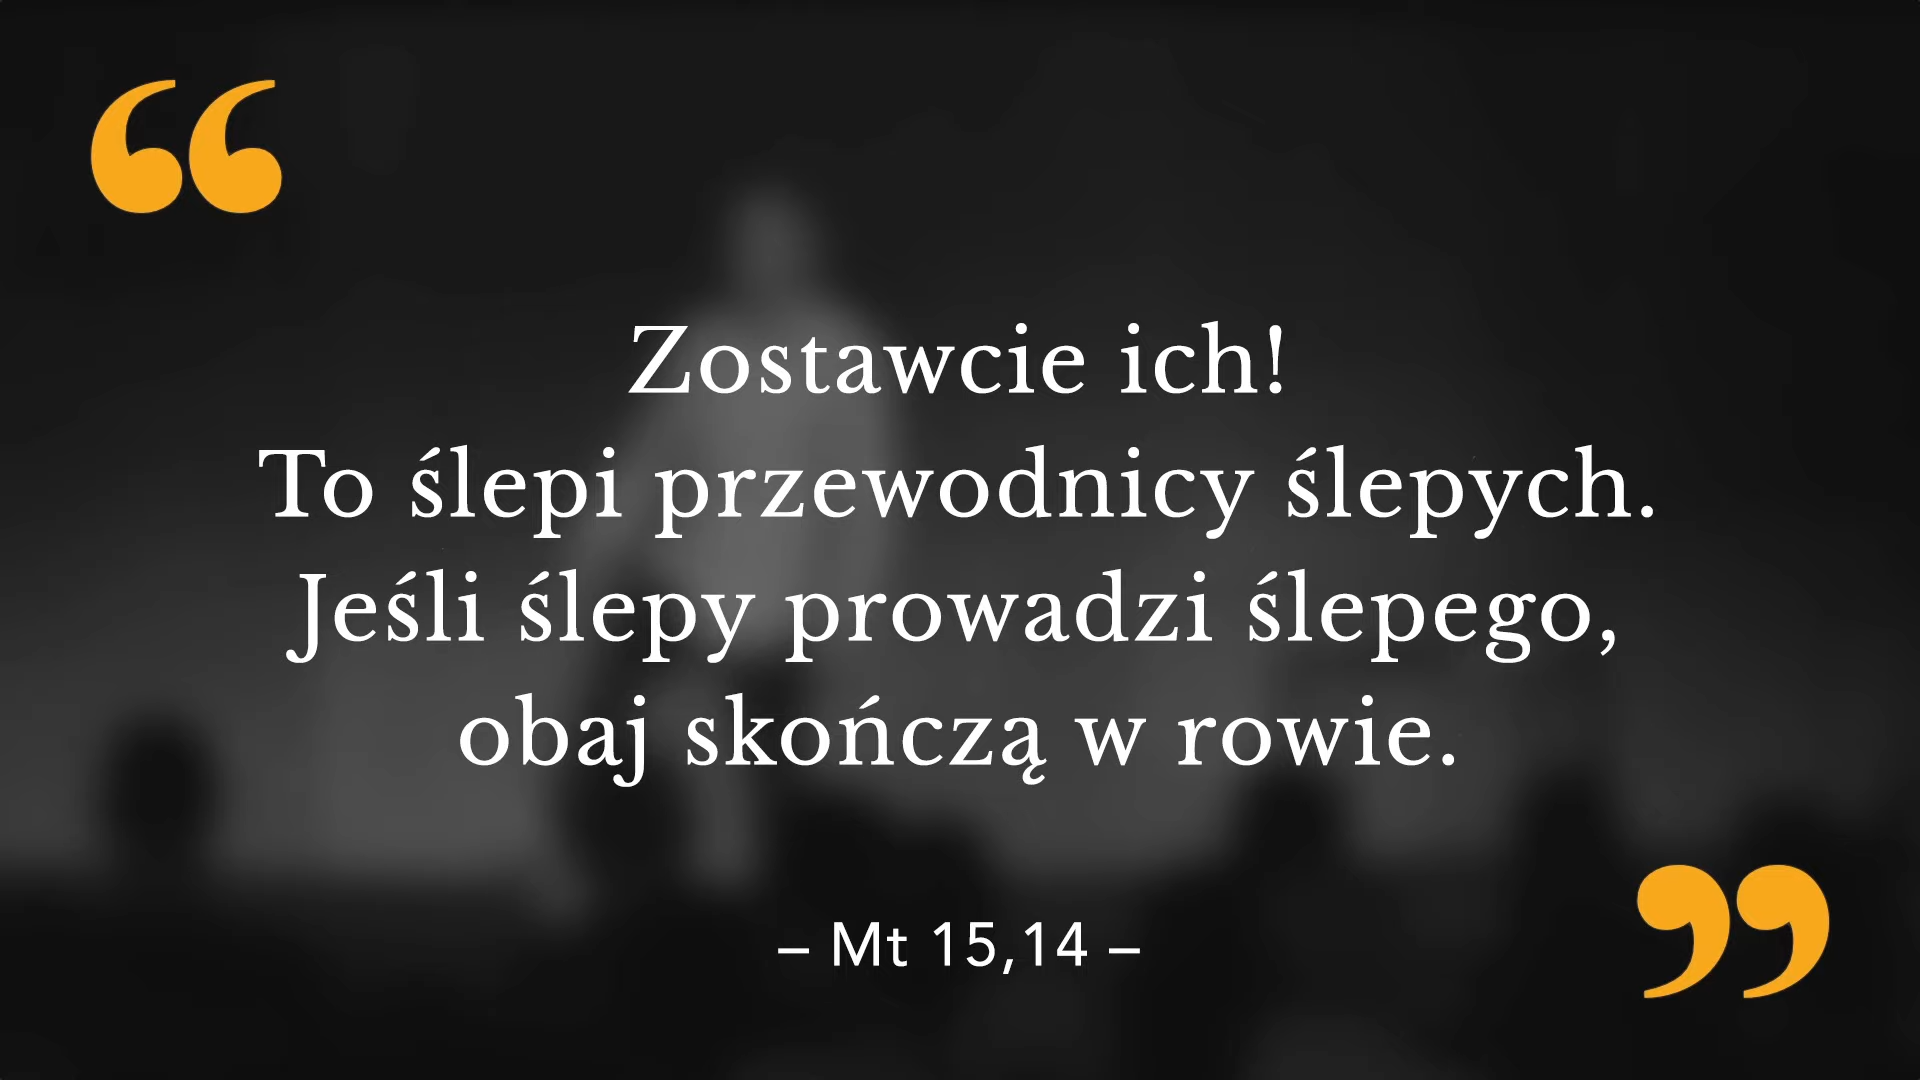 “
Zostawcie ich!
To ślepi przewodnicy ślepych.
Jeśli ślepy prowadzi ślepego,
obaj skończą w rowie.
– Mt 15,14 –
”